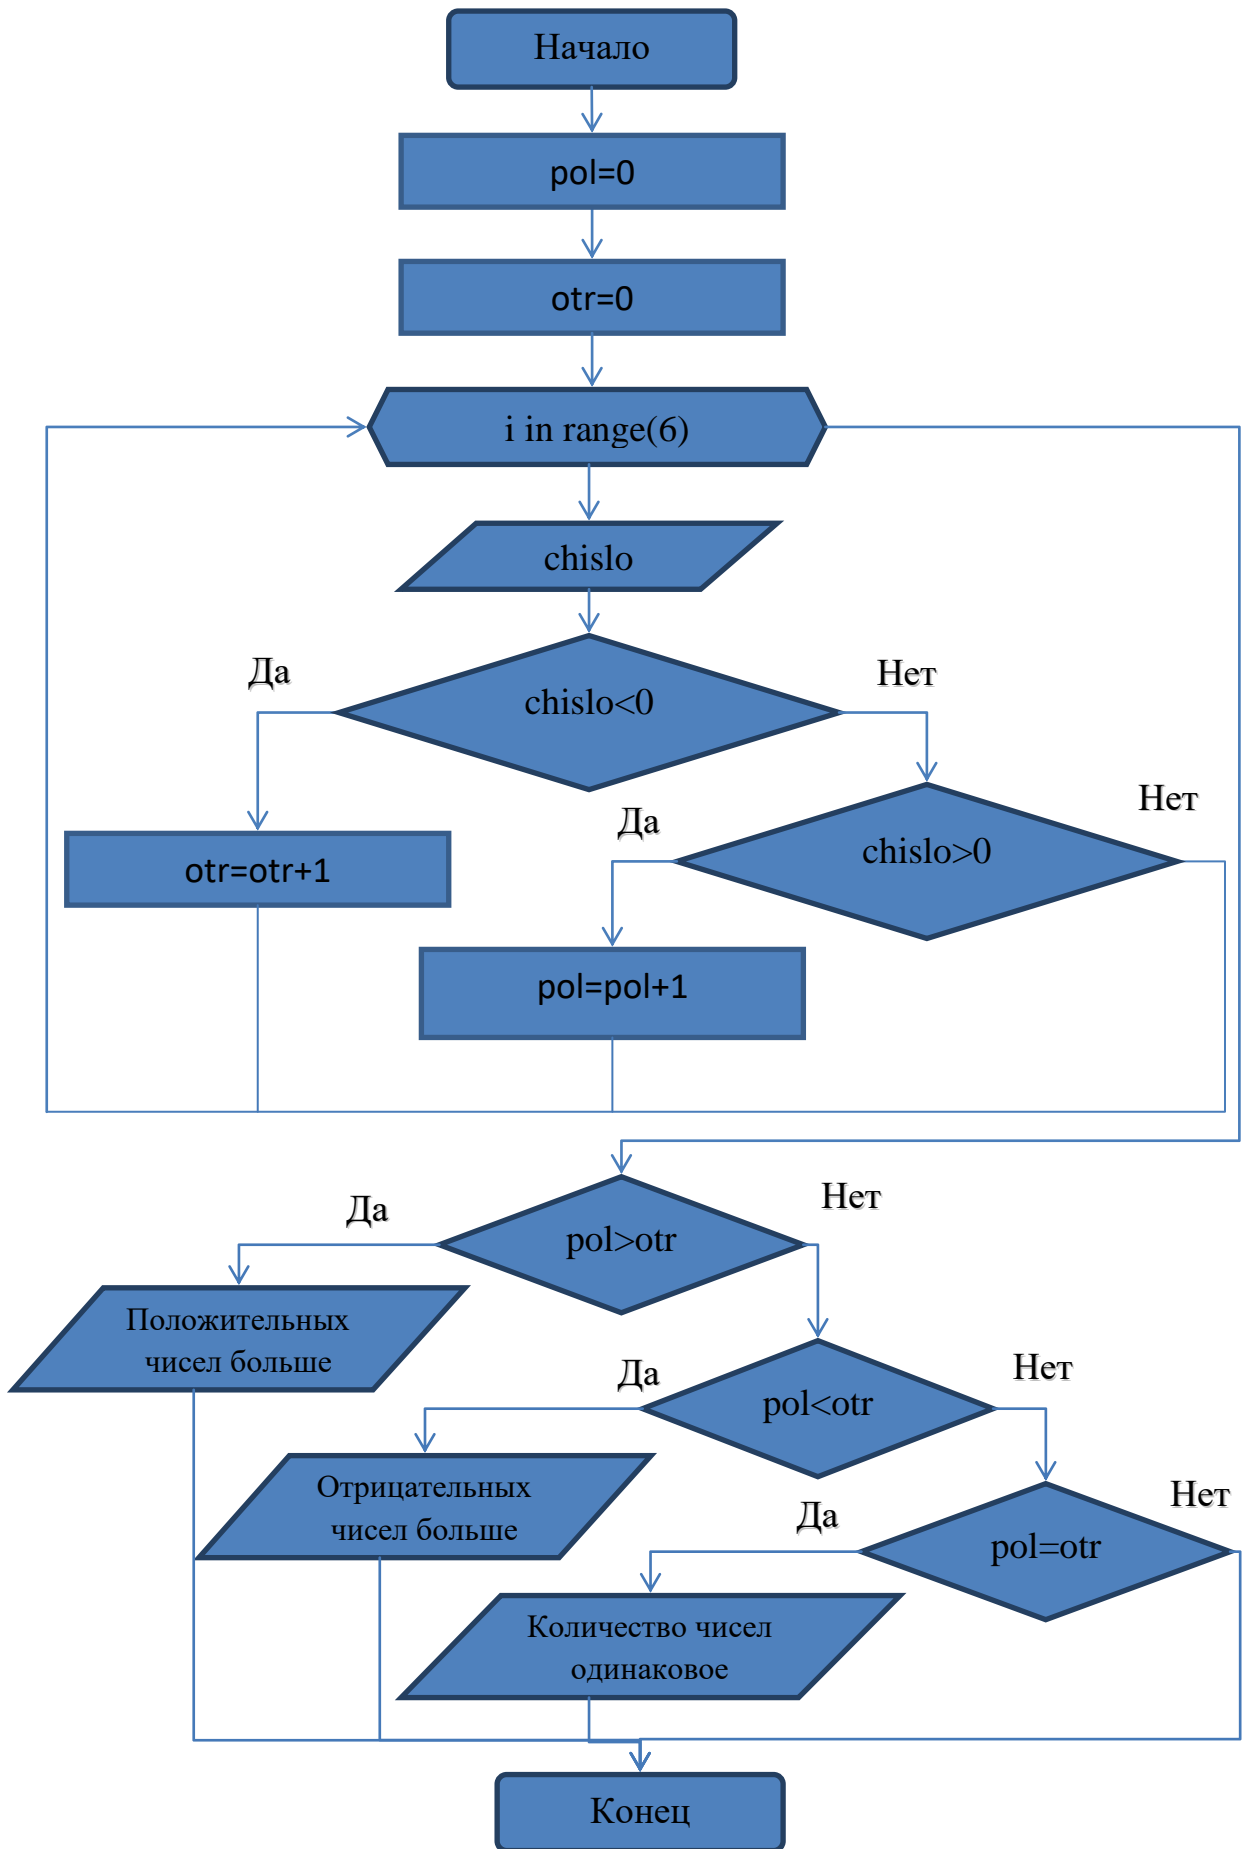 Начало
pol=0
otr=0
i in range(6)
chislo
Да
Нет
chislo<0
Да
Нет
otr=otr+1
chislo>0
pol=pol+1
Да
Нет
pol>otr
Положительных
чисел больше
Да
Нет
pol<otr
Отрицательных
чисел больше
Да
Нет
pol=otr
Количество чисел
одинаковое
Конец